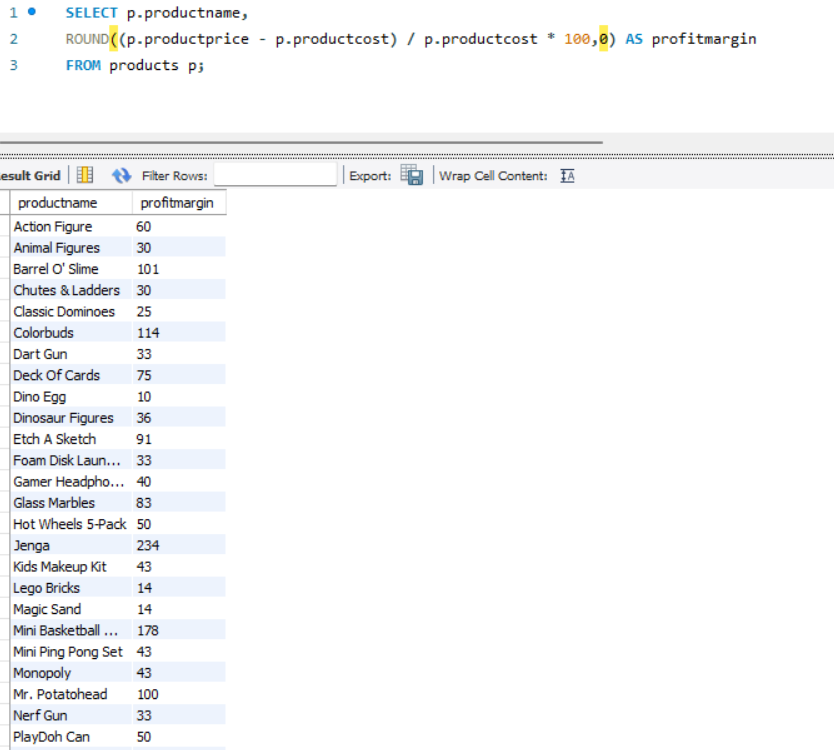 1 SELECT p.productname,
2 ROUND((p.productprice - p.productcost) / p.productcost * 100,0) AS profitmargin
3 FROM products p;
esult Grid Filter Rows: Export: Wrap Cell Content: IA
productname profitmargin
Action Figure 60
Animal Figures 30
Barrel O' Slime 101
Chutes & Ladders 30
Classic Dominoes 25
Colorbuds 114
Dart Gun 33
Deck Of Cards 75
Dino Egg 10
Dinosaur Figures 36
Etch A Sketch 91
Foam Disk Laun... 33
Gamer Headpho... 40
Glass Marbles 83
Hot Wheels 5-Pack 50
Jenga 234
Kids Makeup Kit 43
Lego Bricks 14
Magic Sand 14
Mini Basketball ... 178
Mini Ping Pong Set 43
Monopoly 43
Mr. Potatohead 100
Nerf Gun 33
PlayDoh Can 50